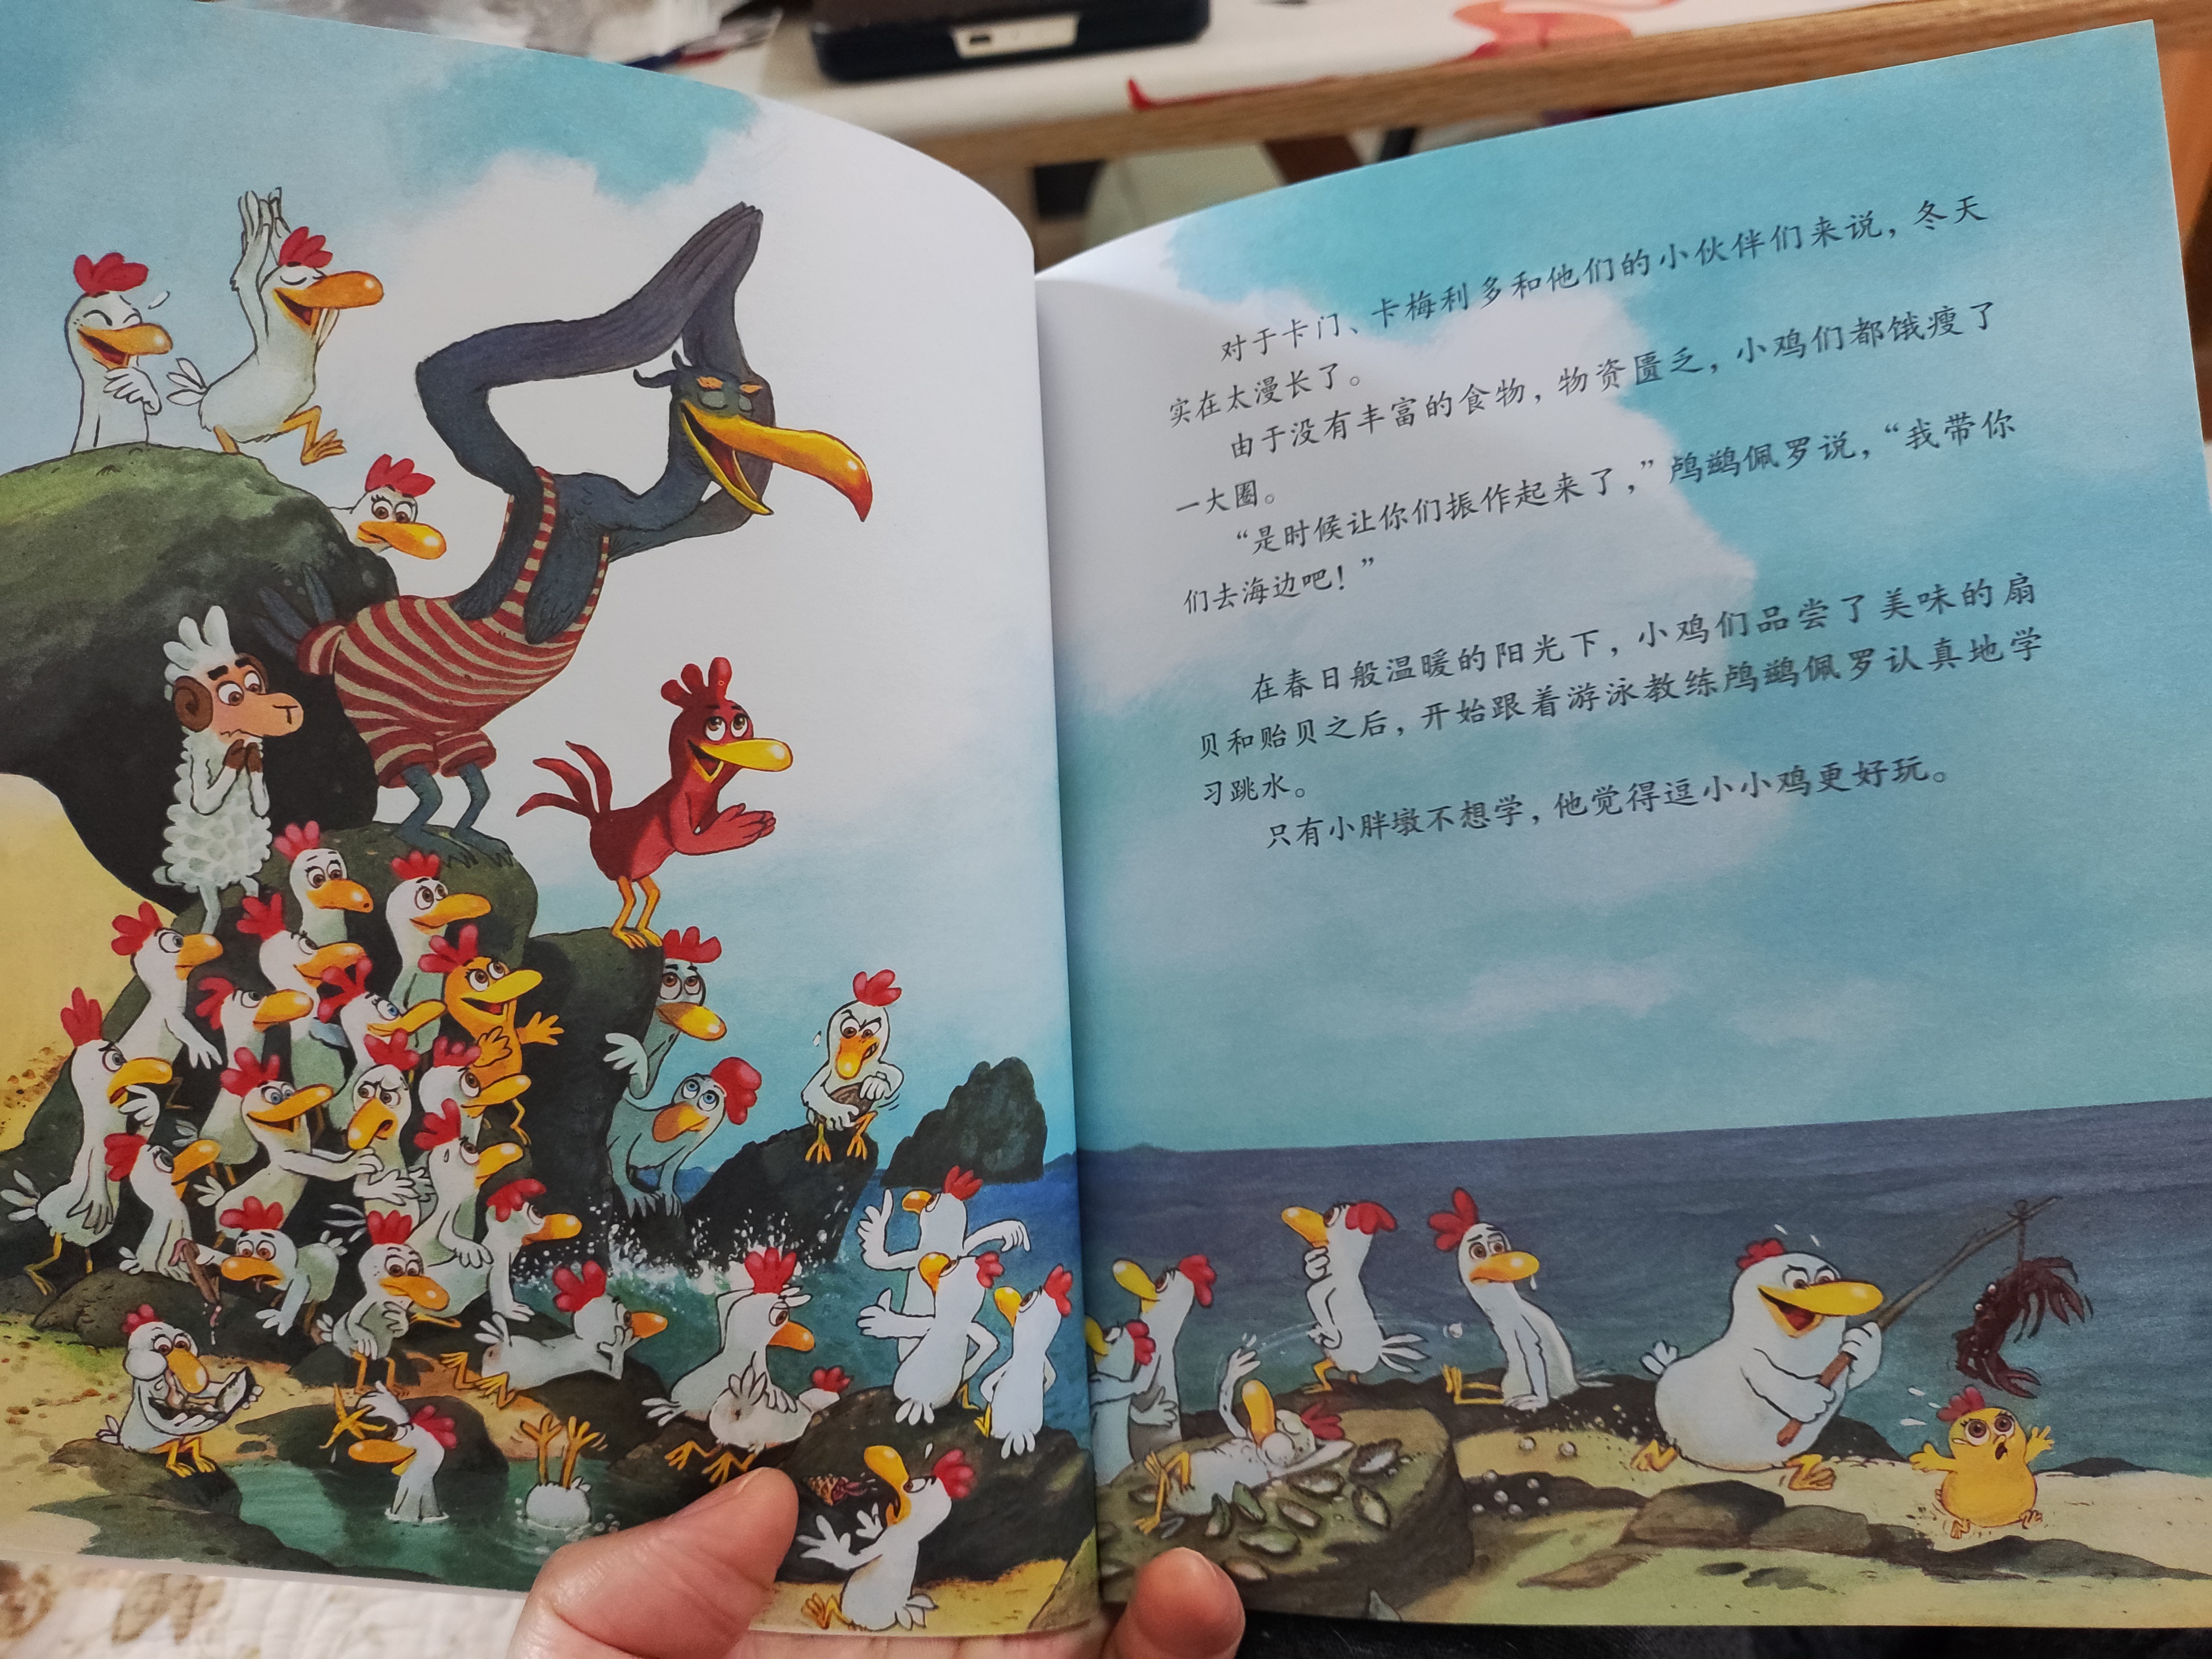 对于卡门、卡梅利多和他们的小伙伴们来说，冬天
实在太漫长了。
由于没有丰富的食物，物资匮乏，小鸡们都饿瘦了
一大圈。
“是时候让你们振作起来了，”鸬鹚佩罗说，“我带你
们去海边吧！”
在春日般温暖的阳光下，小鸡们品尝了美味的扇
贝和贻贝之后，开始跟着游泳教练鸬鹚佩罗认真地学
习跳水。
只有小胖墩不想学，他觉得逗小小鸡更好玩。